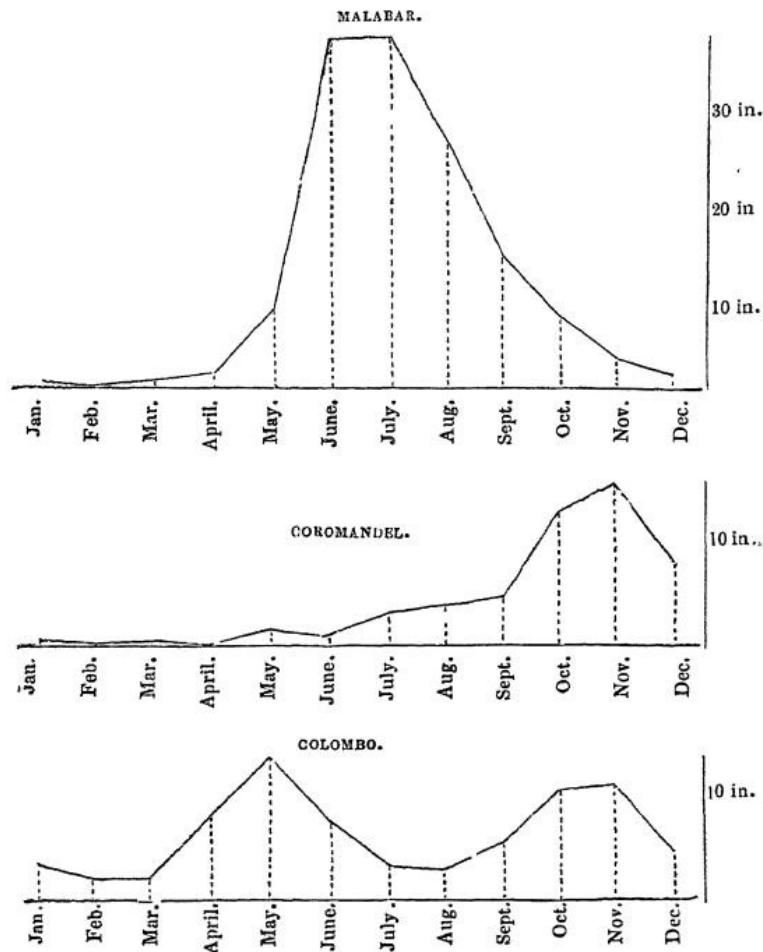 MALABAR.
30 in.
20 in
10 in.
Jan. Feb. Mar. April. May. June. July. Aug. Sept. Oct. Nov. Dec.
COROMANDEL.
10 in.
Jan. Feb. Mar. April. May. June. July. Aug. Sept. Oct. Nov. Dec.
COLOMBO.
10 in.
Jan. Feb. Mar. April. May. June. July. Aug. Sept. Oct. Nov. Dec.